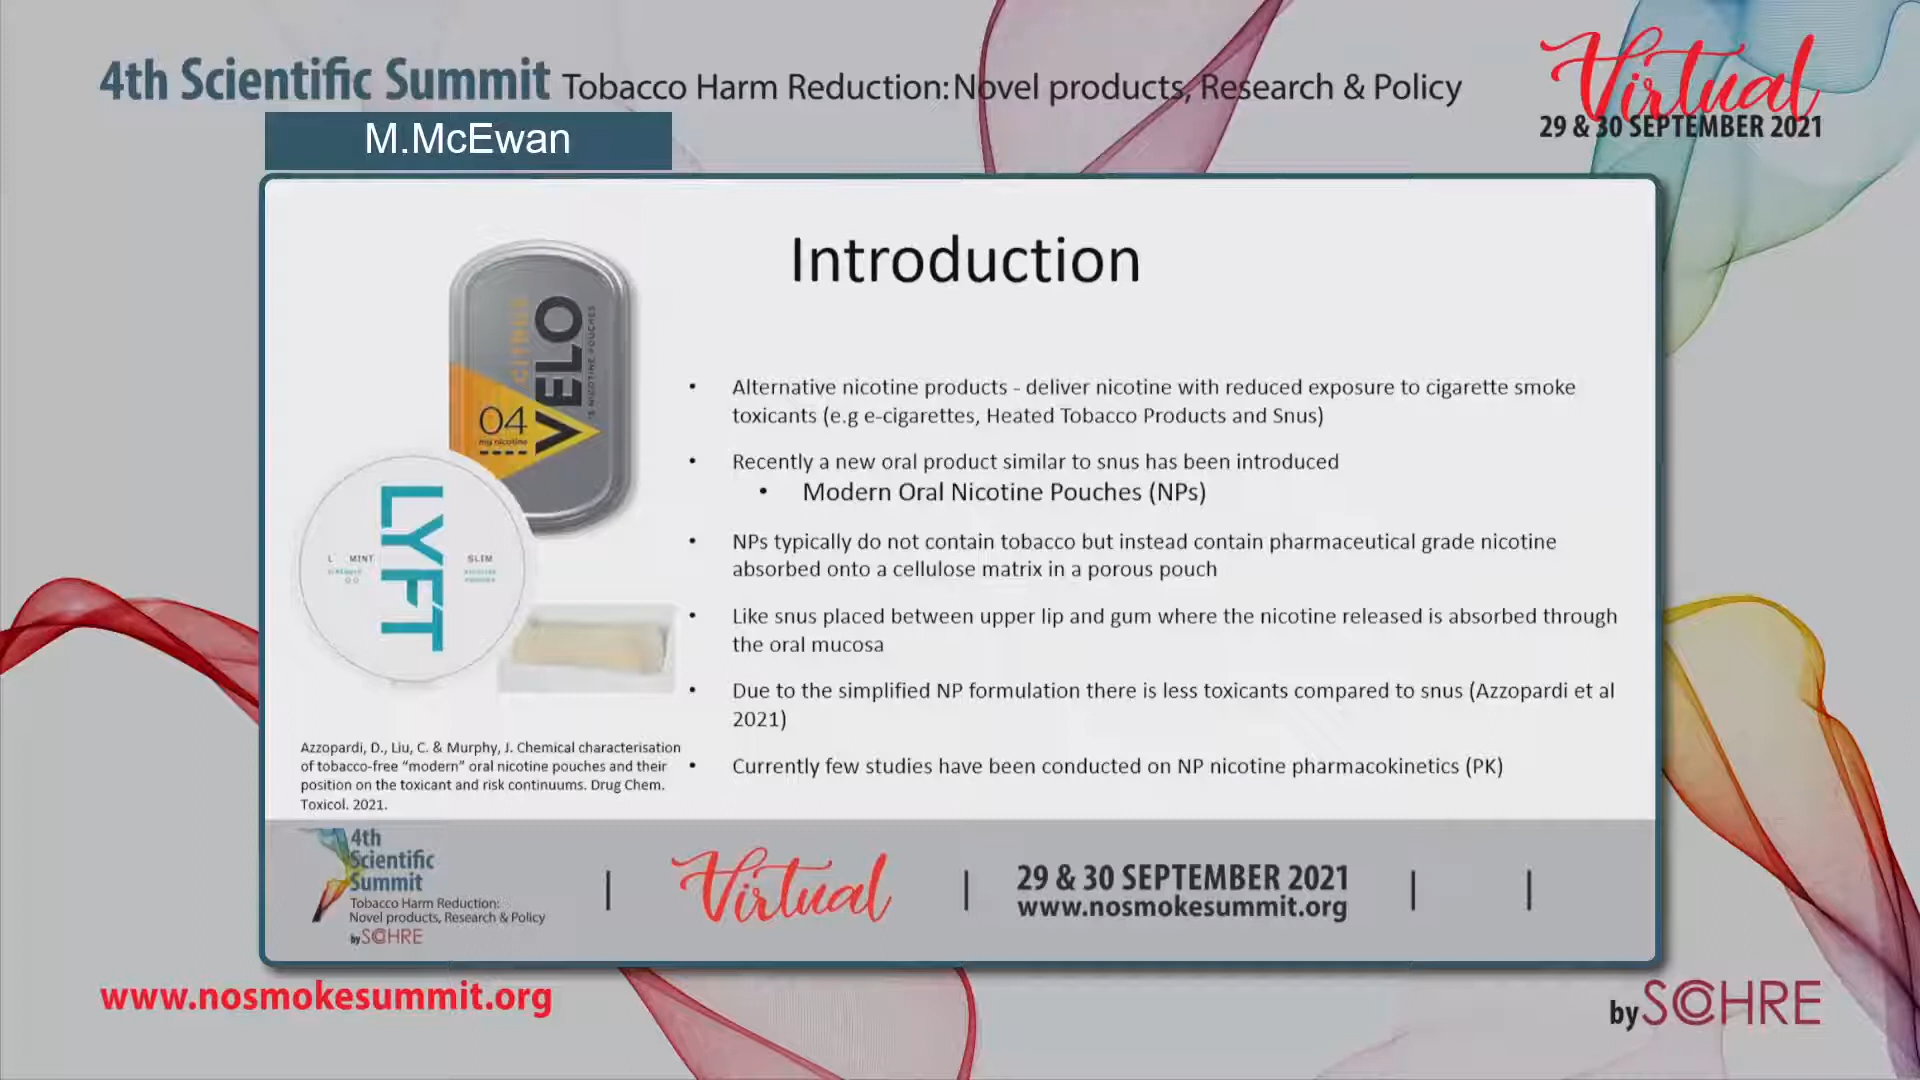 4th Scientific Summit Tobacco Harm Reduction: Novel products, Research & Policy
Virtual
29 & 30 SEPTEMBER 2021
M.McEwan
Introduction
CITRUS
VELO
NICOTINE POUCHES
04
mg nicotine
LYFT
MINT
SLIM
• Alternative nicotine products - deliver nicotine with reduced exposure to cigarette smoke
toxicants (e.g e-cigarettes, Heated Tobacco Products and Snus)
• Recently a new oral product similar to snus has been introduced
• Modern Oral Nicotine Pouches (NPs)
• NPs typically do not contain tobacco but instead contain pharmaceutical grade nicotine
absorbed onto a cellulose matrix in a porous pouch
• Like snus placed between upper lip and gum where the nicotine released is absorbed through
the oral mucosa
• Due to the simplified NP formulation there is less toxicants compared to snus (Azzopardi et al
2021)
• Currently few studies have been conducted on NP nicotine pharmacokinetics (PK)
Azzopardi, D., Liu, C. & Murphy, J. Chemical characterisation
of tobacco-free “modern” oral nicotine pouches and their
position on the toxicant and risk continuums. Drug Chem.
Toxicol. 2021.
4th
Scientific
Summit
Tobacco Harm Reduction:
Novel products, Research & Policy
by SCOHRE
Virtual
29 & 30 SEPTEMBER 2021
www.nosmokesummit.org
www.nosmokesummit.org
by SCOHRE